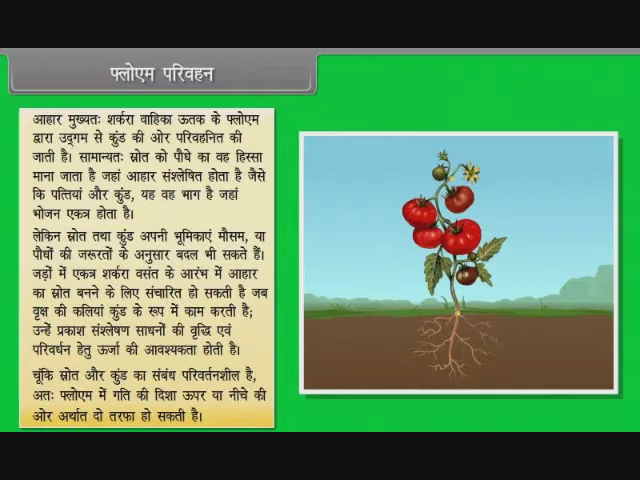 फ्लोएम परिवहन
आहार मुख्यतः शर्करा वाहिका ऊतक के फ्लोएम
द्वारा उद्गम से कुंड की ओर परिवहनित की
जाती है। सामान्यतः स्रोत को पौधे का वह हिस्सा
माना जाता है जहां आहार संश्लेषित होता है जैसे
कि पत्तियां और कुंड, यह वह भाग है जहां
भोजन एकत्र होता है।
लेकिन स्रोत तथा कुंड अपनी भूमिकाएं मौसम, या
पौधों की जरूरतों के अनुसार बदल भी सकते हैं।
जड़ों में एकत्र शर्करा वसंत के आरंभ में आहार
का स्रोत बनने के लिए संचारित हो सकती है जब
वृक्ष की कलियां कुंड के रूप में काम करती है;
उन्हें प्रकाश संश्लेषण साधनों की वृद्धि एवं
परिवर्धन हेतु ऊर्जा की आवश्यकता होती है।
चूंकि स्रोत और कुंड का संबंध परिवर्तनशील है,
अतः फ्लोएम में गति की दिशा ऊपर या नीचे की
ओर अर्थात दो तरफा हो सकती है।